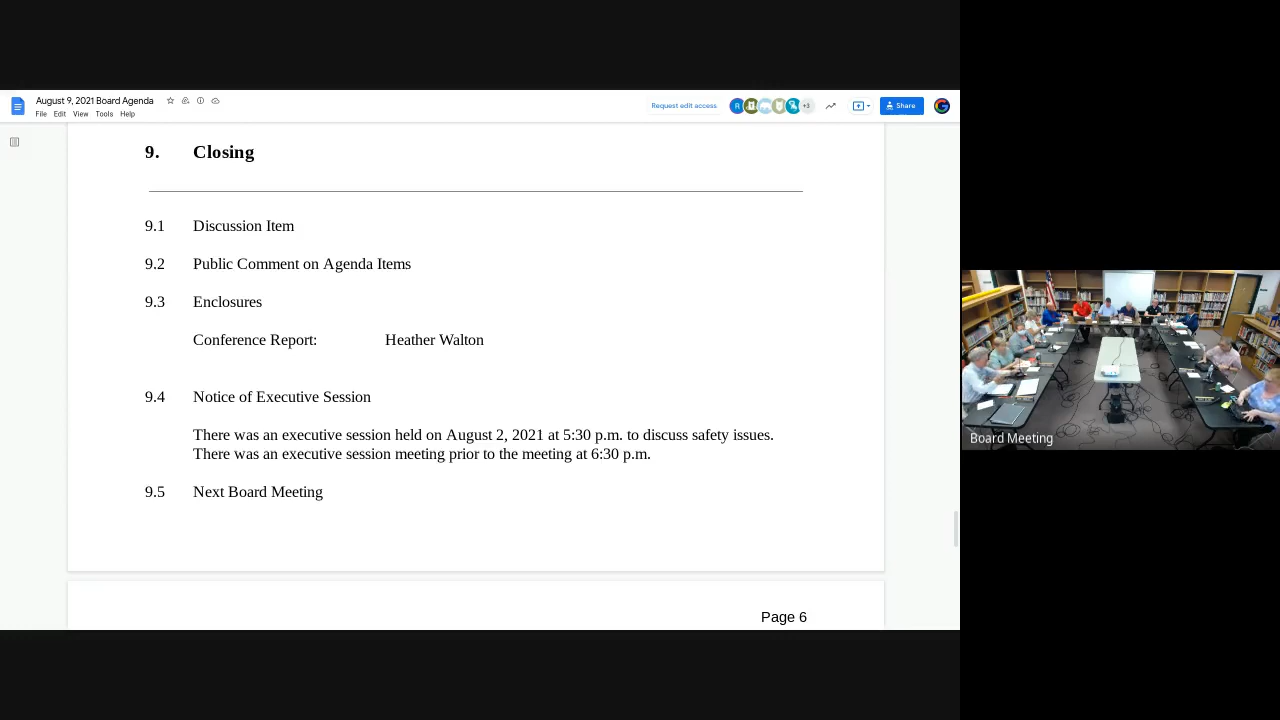 August 9, 2021 Board Agenda
File Edit View Tools Help
Request edit access
R
+3
Share
9. Closing
9.1 Discussion Item
9.2 Public Comment on Agenda Items
9.3 Enclosures
Conference Report: Heather Walton
9.4 Notice of Executive Session
There was an executive session held on August 2, 2021 at 5:30 p.m. to discuss safety issues.
There was an executive session meeting prior to the meeting at 6:30 p.m.
9.5 Next Board Meeting
Page 6
Board Meeting